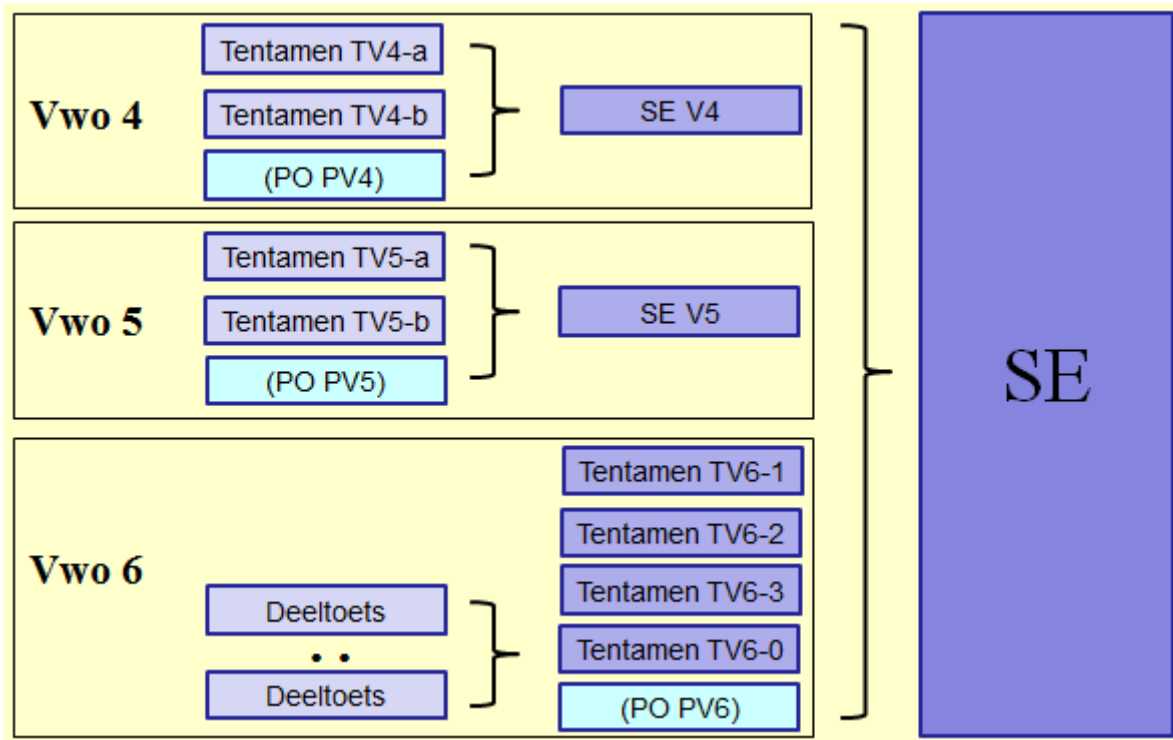 Vwo 4
Tentamen TV4-a
Tentamen TV4-b
(PO PV4)
SE V4
Vwo 5
Tentamen TV5-a
Tentamen TV5-b
(PO PV5)
SE V5
Vwo 6
Deeltoets
. .
Deeltoets
Tentamen TV6-1
Tentamen TV6-2
Tentamen TV6-3
Tentamen TV6-0
(PO PV6)
SE